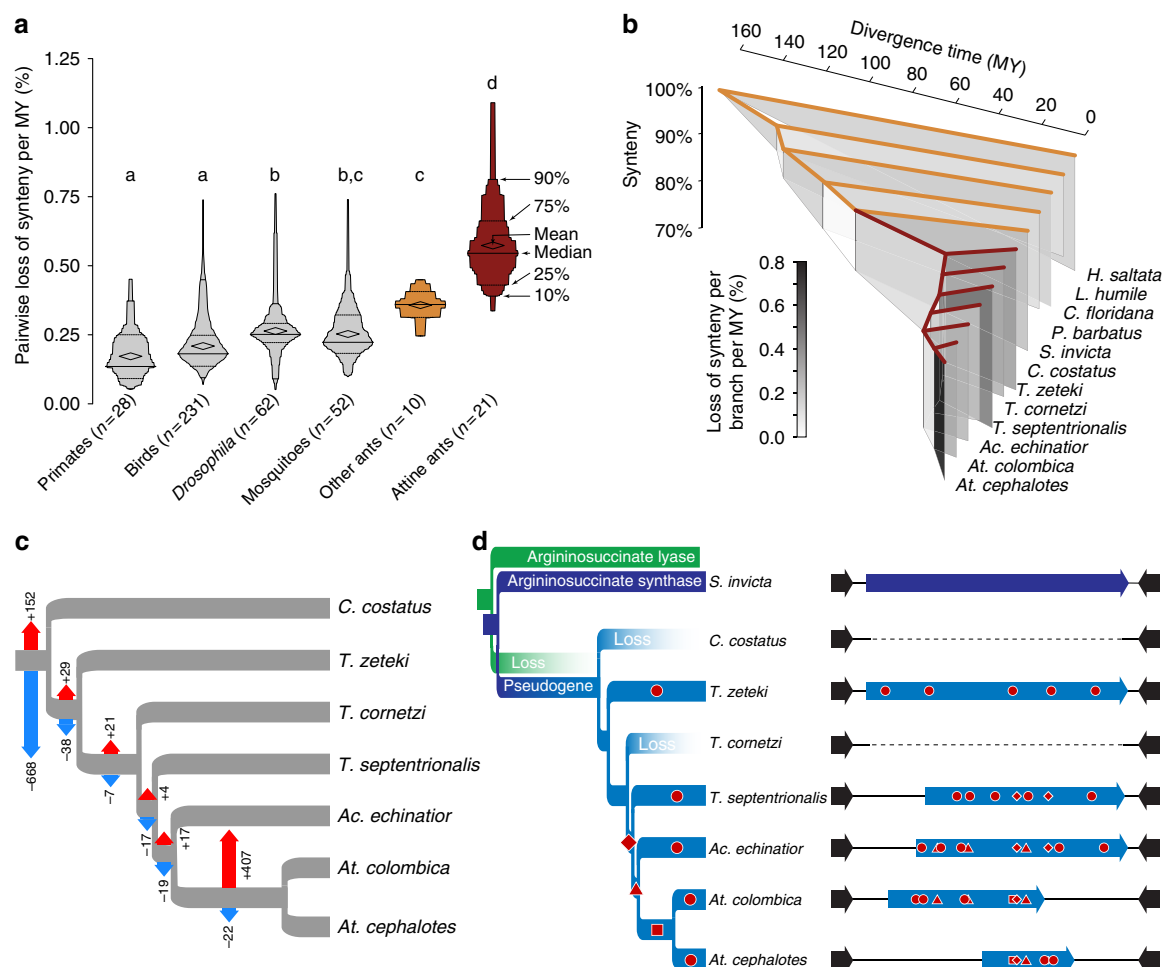 a
Pairwise loss of synteny per MY (%)
1.25
1.00
0.75
0.50
0.25
0.00
a
a
b
b,c
c
d
90%
75%
Mean
Median
25%
10%
Primates (n=28)
Birds (n=231)
Drosophila (n=62)
Mosquitoes (n=52)
Other ants (n=10)
Attine ants (n=21)
b
Divergence time (MY)
160
140
120
100
80
60
40
20
0
Synteny
100%
90%
80%
70%
Loss of synteny per
branch per MY (%)
0.8
0.6
0.4
0.2
0.0
H. saltata
L. humile
C. floridana
P. barbatus
S. invicta
C. costatus
T. zeteki
T. cornetzi
T. septentrionalis
Ac. echinatior
At. colombica
At. cephalotes
c
+152
−668
+29
−38
+21
−7
+4
−17
+17
−19
+407
−22
C. costatus
T. zeteki
T. cornetzi
T. septentrionalis
Ac. echinatior
At. colombica
At. cephalotes
d
Argininosuccinate lyase
Argininosuccinate synthase
S. invicta
Loss
C. costatus
Loss
Pseudogene
T. zeteki
Loss
T. cornetzi
T. septentrionalis
Ac. echinatior
At. colombica
At. cephalotes